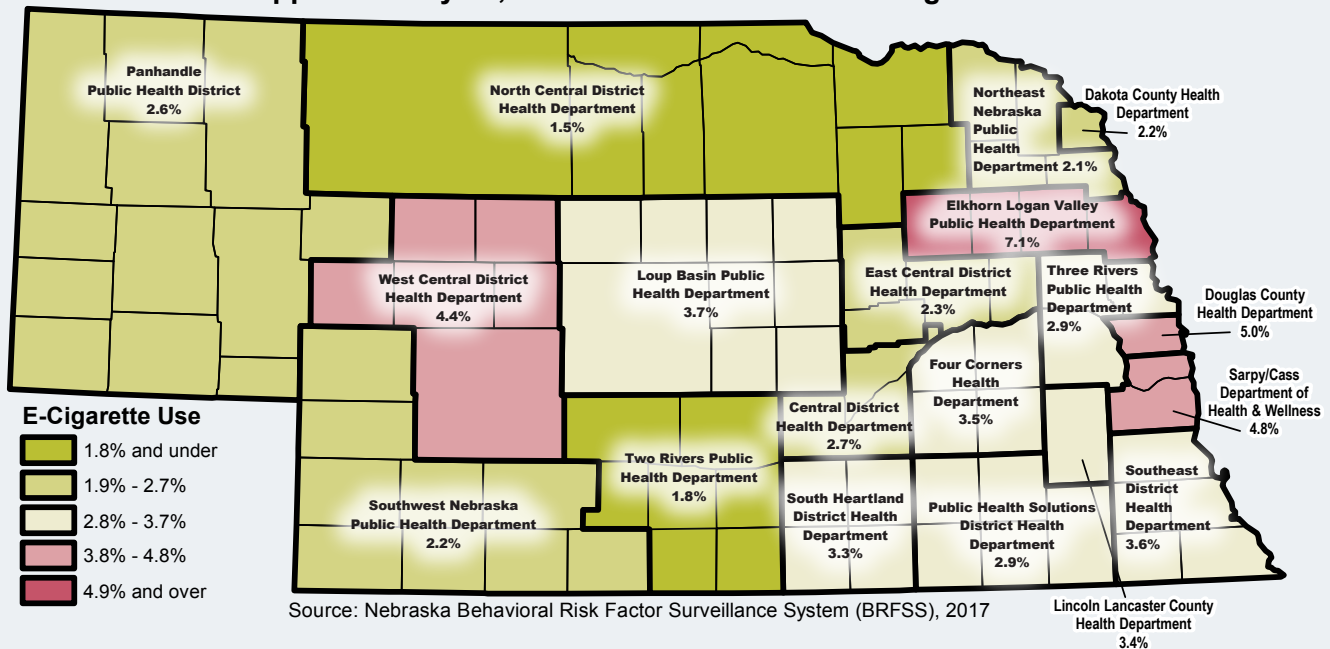 Panhandle
Public Health District
2.6%
North Central District
Health Department
1.5%
Northeast
Nebraska
Public
Health
Department 2.1%
Dakota County Health
Department
2.2%
Elkhorn Logan Valley
Public Health Department
7.1%
West Central District
Health Department
4.4%
Loup Basin Public
Health Department
3.7%
East Central District
Health Department
2.3%
Three Rivers
Public Health
Department
2.9%
Douglas County
Health Department
5.0%
Sarpy/Cass
Department of
Health & Wellness
4.8%
Four Corners
Health
Department
3.5%
Central District
Health Department
2.7%
Two Rivers Public
Health Department
1.8%
Southwest Nebraska
Public Health Department
2.2%
South Heartland
District Health
Department
3.3%
Public Health Solutions
District Health
Department
2.9%
Southeast
District
Health
Department
3.6%
Lincoln Lancaster County
Health Department
3.4%
E-Cigarette Use
1.8% and under
1.9% - 2.7%
2.8% - 3.7%
3.8% - 4.8%
4.9% and over
Source: Nebraska Behavioral Risk Factor Surveillance System (BRFSS), 2017